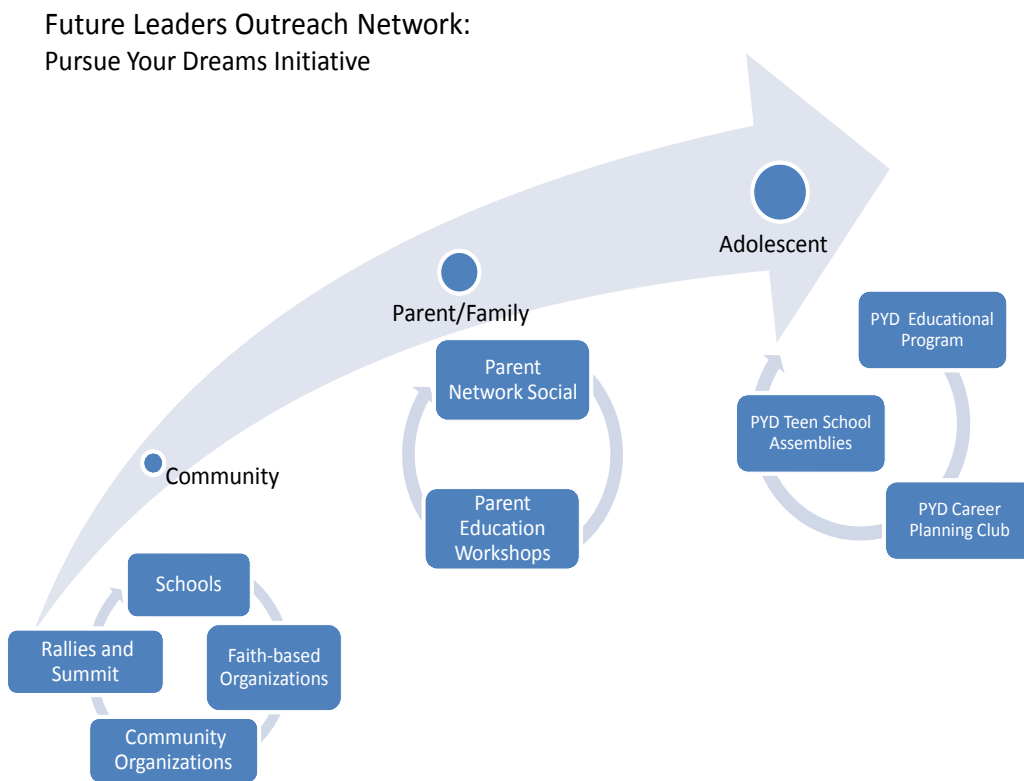 Future Leaders Outreach Network:
Pursue Your Dreams Initiative
Adolescent
Parent/Family
Community
PYD Educational
Program
PYD Teen School
Assemblies
PYD Career
Planning Club
Parent
Network Social
Parent
Education
Workshops
Schools
Rallies and
Summit
Faith-based
Organizations
Community
Organizations